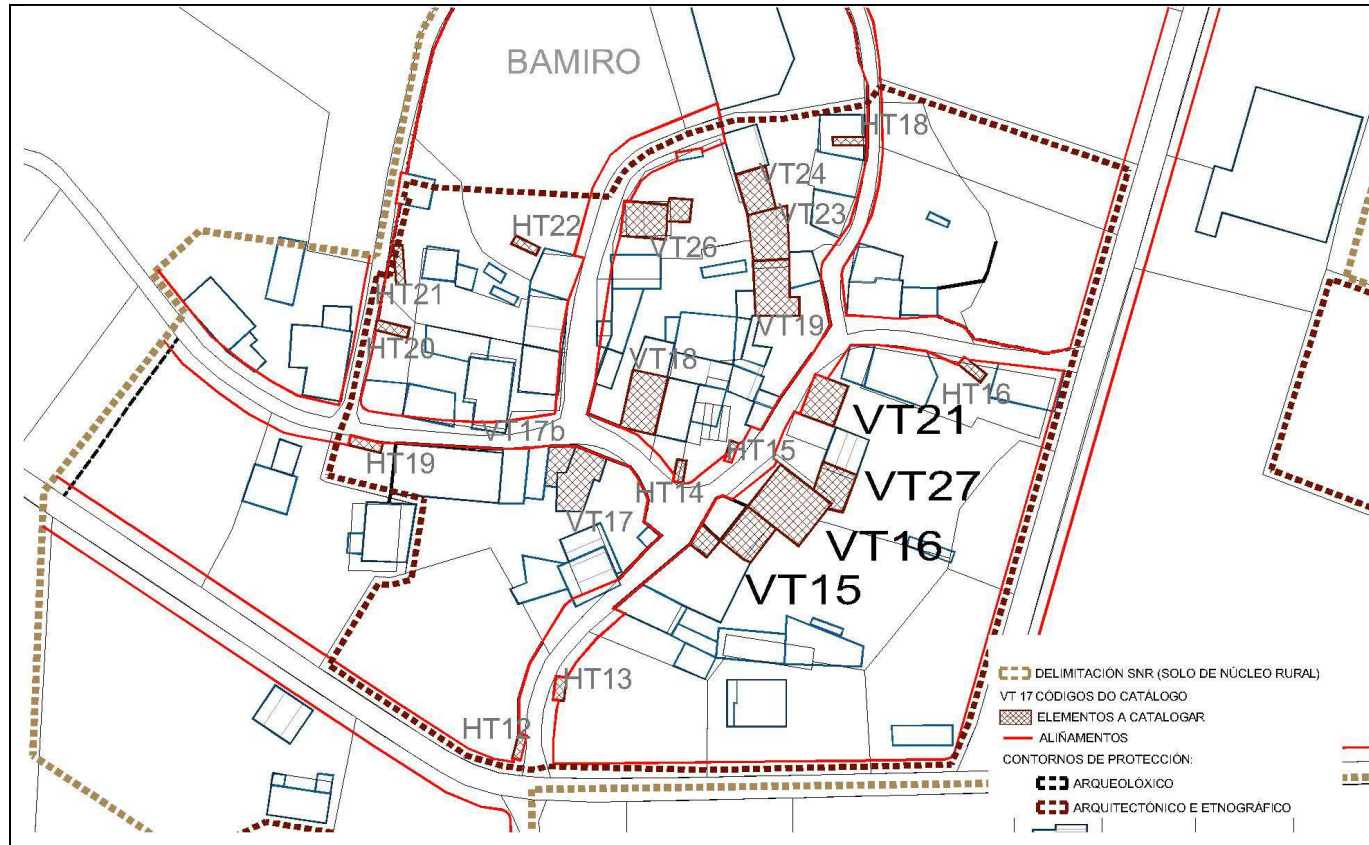 BAMIRO
HT18
VT24
VT23
HT22
VT26
HT21
HT20
VT19
VT18
HT16
VT21
VT17b
HT15
HT19
HT14
VT27
VT17
VT16
VT15
HT13
HT12
DELIMITACIÓN SNR (SOLO DE NÚCLEO RURAL)
VT 17 CÓDIGOS DO CATÁLOGO
ELEMENTOS A CATALOGAR
ALIÑAMENTOS
CONTORNOS DE PROTECCIÓN:
ARQUEOLÓXICO
ARQUITECTÓNICO E ETNOGRÁFICO